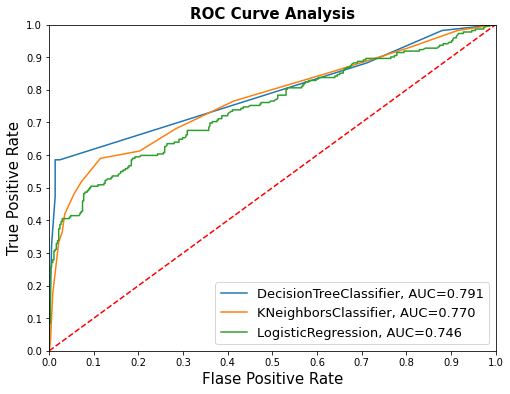 ROC Curve Analysis
True Positive Rate
1.0
0.9
0.8
0.7
0.6
0.5
0.4
0.3
0.2
0.1
0.0
DecisionTreeClassifier, AUC=0.791
KNeighborsClassifier, AUC=0.770
LogisticRegression, AUC=0.746
0.0 0.1 0.2 0.3 0.4 0.5 0.6 0.7 0.8 0.9 1.0
Flase Positive Rate